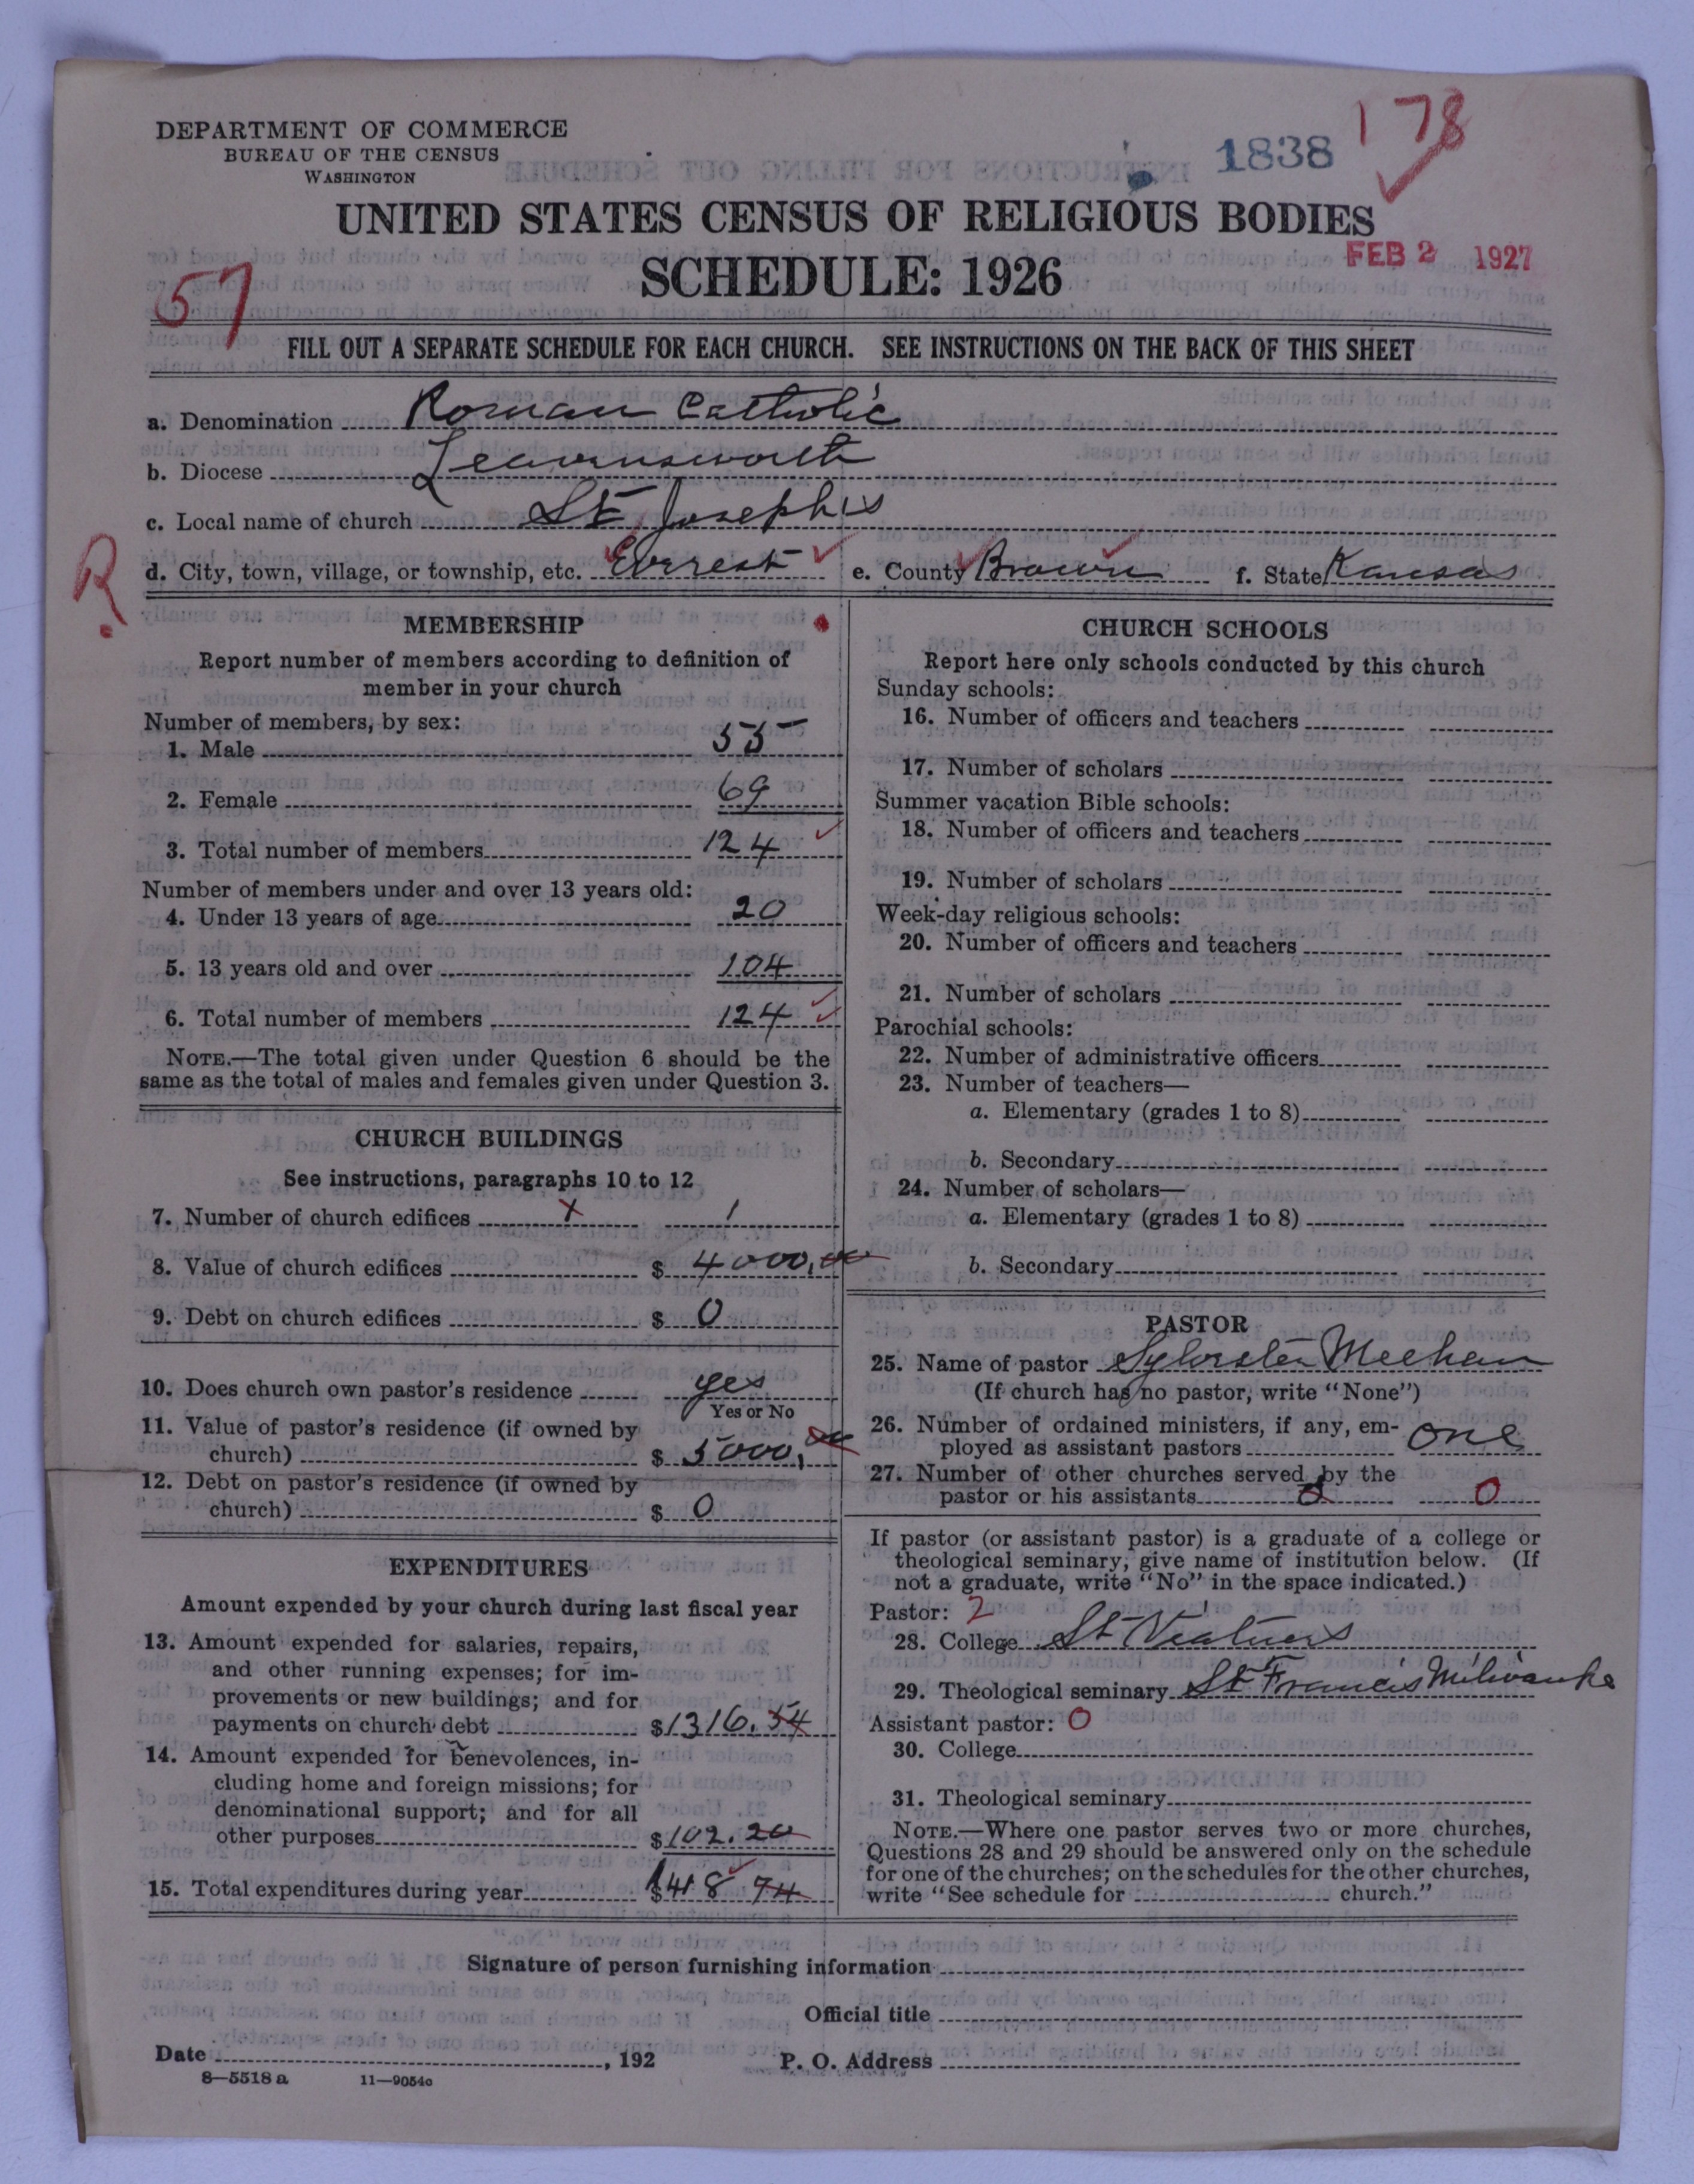 DEPARTMENT OF COMMERCE
BUREAU OF THE CENSUS
WASHINGTON
1838
178
UNITED STATES CENSUS OF RELIGIOUS BODIES
SCHEDULE: 1926
FEB 2 1927
57
FILL OUT A SEPARATE SCHEDULE FOR EACH CHURCH. SEE INSTRUCTIONS ON THE BACK OF THIS SHEET
a. Denomination Roman Catholic
b. Diocese Leavensworth
c. Local name of church St Joseph's
R
d. City, town, village, or township, etc. Everest e. County Brown f. State Kansas
MEMBERSHIP
Report number of members according to definition of
member in your church
Number of members, by sex:
1. Male 55
2. Female 69
3. Total number of members 124
Number of members under and over 13 years old:
4. Under 13 years of age 20
5. 13 years old and over 104
6. Total number of members 124
NOTE.—The total given under Question 6 should be the
same as the total of males and females given under Question 3.
CHURCH BUILDINGS
See instructions, paragraphs 10 to 12
7. Number of church edifices 1 1
8. Value of church edifices $ 4000,00
9. Debt on church edifices $ 0
10. Does church own pastor's residence yes
Yes or No
11. Value of pastor's residence (if owned by
church) $ 5000,00
12. Debt on pastor's residence (if owned by
church) $ 0
EXPENDITURES
Amount expended by your church during last fiscal year
13. Amount expended for salaries, repairs,
and other running expenses; for im-
provements or new buildings; and for
payments on church debt $1316.54
14. Amount expended for benevolences, in-
cluding home and foreign missions; for
denominational support; and for all
other purposes $102.20
15. Total expenditures during year $1418 74
CHURCH SCHOOLS
Report here only schools conducted by this church
Sunday schools:
16. Number of officers and teachers
17. Number of scholars
Summer vacation Bible schools:
18. Number of officers and teachers
19. Number of scholars
Week-day religious schools:
20. Number of officers and teachers
21. Number of scholars
Parochial schools:
22. Number of administrative officers
23. Number of teachers—
a. Elementary (grades 1 to 8)
b. Secondary
24. Number of scholars—
a. Elementary (grades 1 to 8)
b. Secondary
PASTOR
25. Name of pastor Sylvester Meehan
(If church has no pastor, write "None")
26. Number of ordained ministers, if any, em-
ployed as assistant pastors one
27. Number of other churches served by the
pastor or his assistants 0 0
If pastor (or assistant pastor) is a graduate of a college or
theological seminary, give name of institution below. (If
not a graduate, write "No" in the space indicated.)
Pastor: 2
28. College St Viateurs
29. Theological seminary St Francis Milwauke
Assistant pastor: 0
30. College
31. Theological seminary
NOTE.—Where one pastor serves two or more churches,
Questions 28 and 29 should be answered only on the schedule
for one of the churches; on the schedules for the other churches,
write "See schedule for church."
Signature of person furnishing information
Official title
Date , 192 P. O. Address
8—5518 a 11—9054c